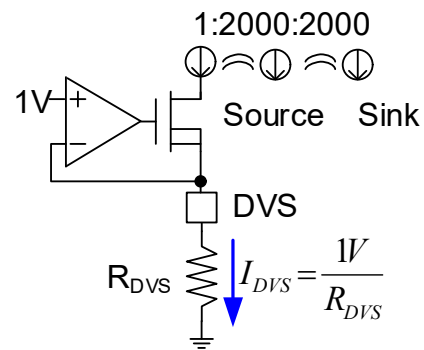 1:2000:2000
1V
+
−
Source Sink
DVS
R_DVS
I_DVS = 1V / R_DVS